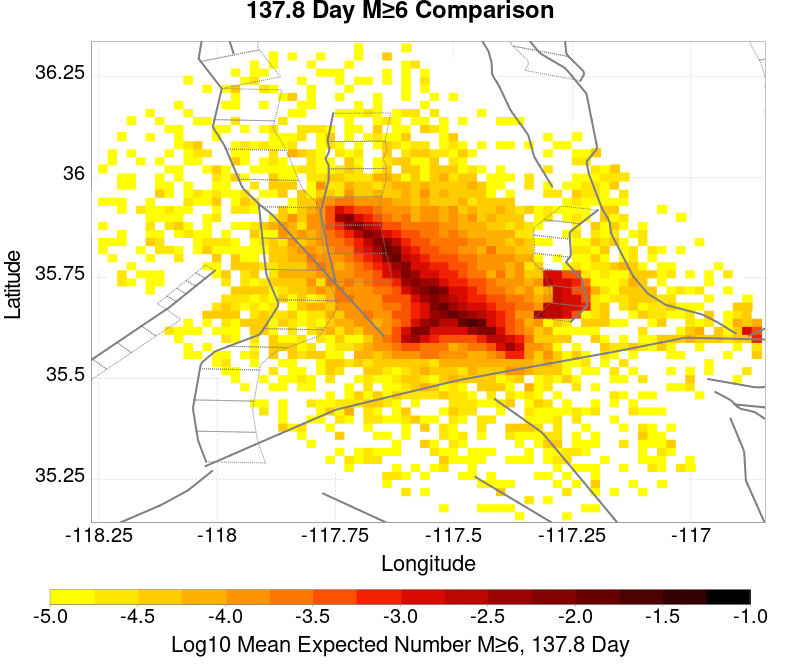 137.8 Day M≥6 Comparison
36.25
36
35.75
35.5
35.25
Latitude
-118.25 -118 -117.75 -117.5 -117.25 -117
Longitude
-5.0 -4.5 -4.0 -3.5 -3.0 -2.5 -2.0 -1.5 -1.0
Log10 Mean Expected Number M≥6, 137.8 Day